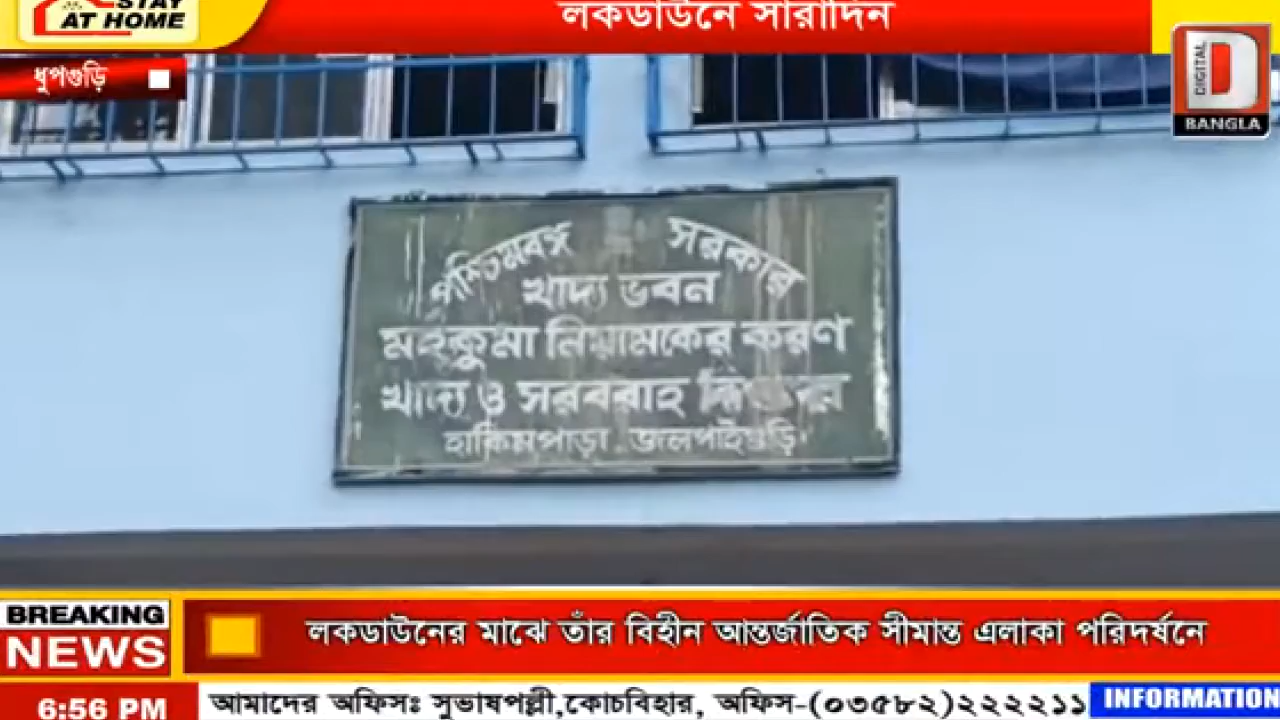 STAY
AT HOME
লকডাউনে সারাদিন
ধুপগুড়ি
DIGITAL
D
BANGLA
পশ্চিমবঙ্গ সরকার
খাদ্য ভবন
মহকুমা নিয়ামকের করণ
খাদ্য ও সরবরাহ
হাকিমপাড়া . জলপাইগুড়ি
BREAKING
NEWS
লকডাউনের মাঝে তাঁর বিহীন আন্তর্জাতিক সীমান্ত এলাকা পরিদর্ষনে
6:56 PM
আমাদের অফিসঃ সুভাষপল্লী,কোচবিহার, অফিস-(০৩৫৮২)২২২২১১
INFORMATION